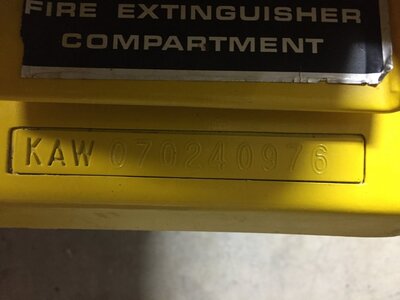 FIRE EXTINGUISHER
COMPARTMENT
KAW 070240976